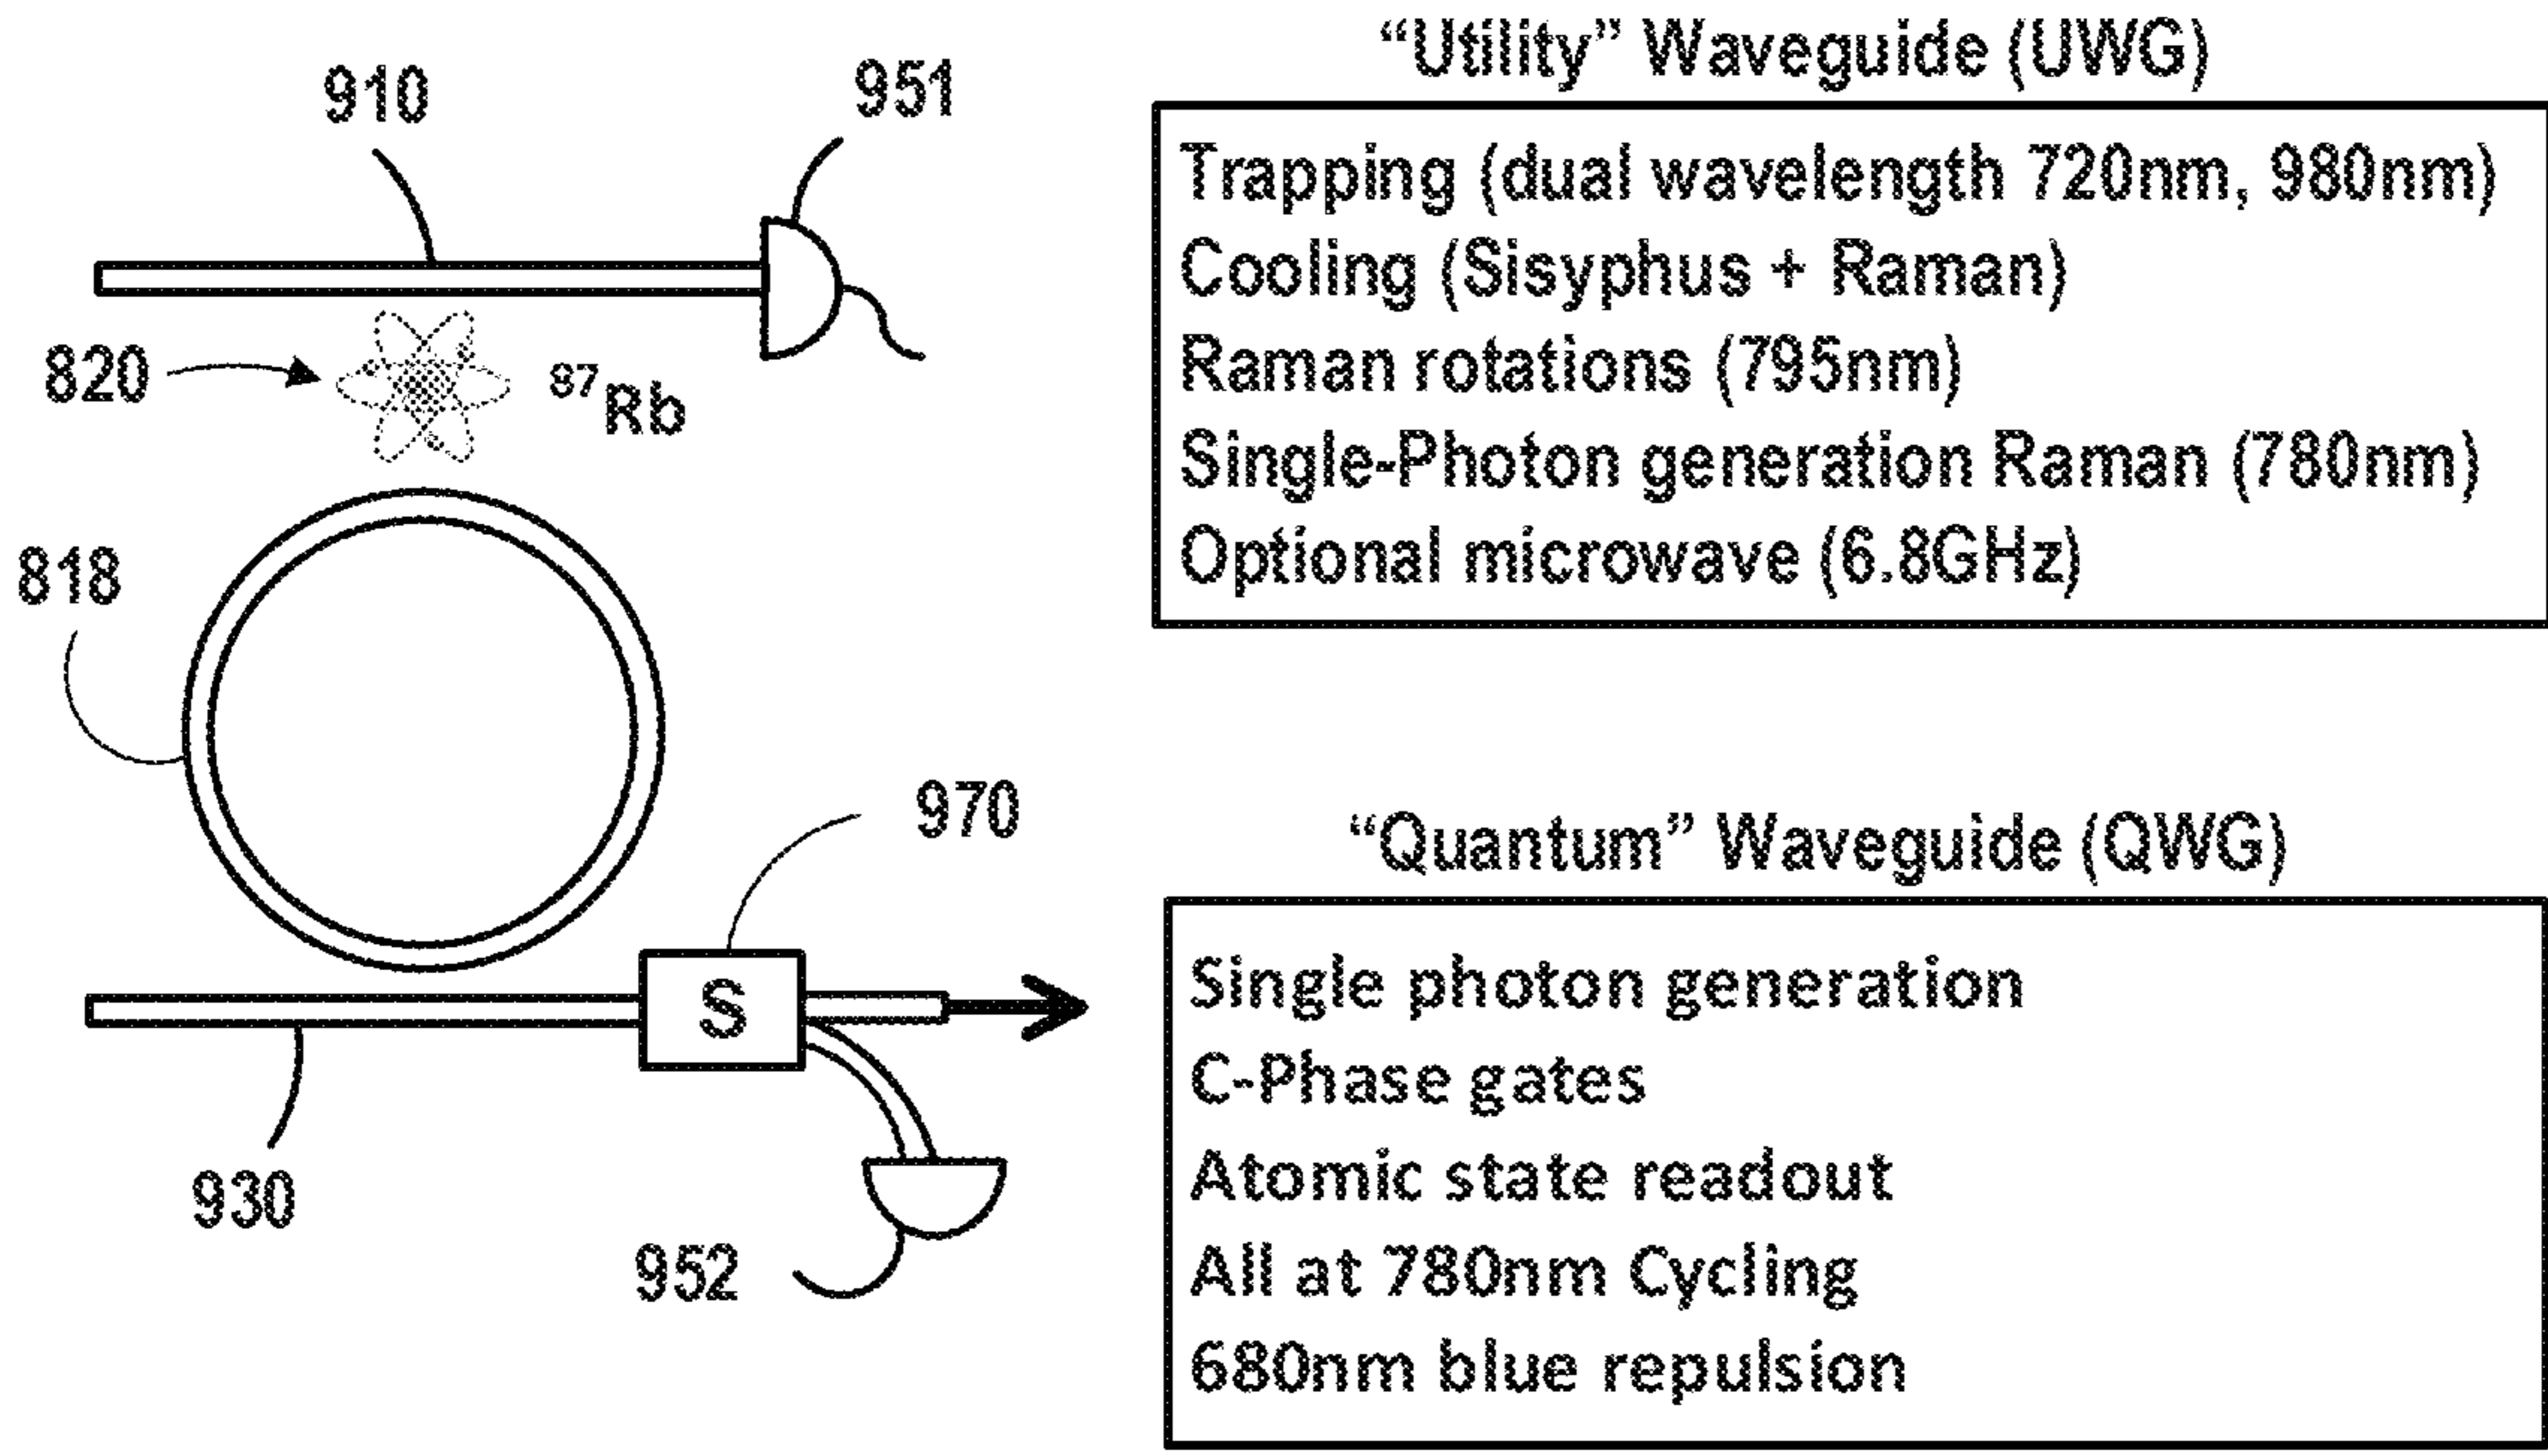 910
951
820
87Rb
818
970
S
930
952
“Utility” Waveguide (UWG)
Trapping (dual wavelength 720nm, 980nm)
Cooling (Sisyphus + Raman)
Raman rotations (795nm)
Single-Photon generation Raman (780nm)
Optional microwave (6.8GHz)
“Quantum” Waveguide (QWG)
Single photon generation
C-Phase gates
Atomic state readout
All at 780nm Cycling
680nm blue repulsion